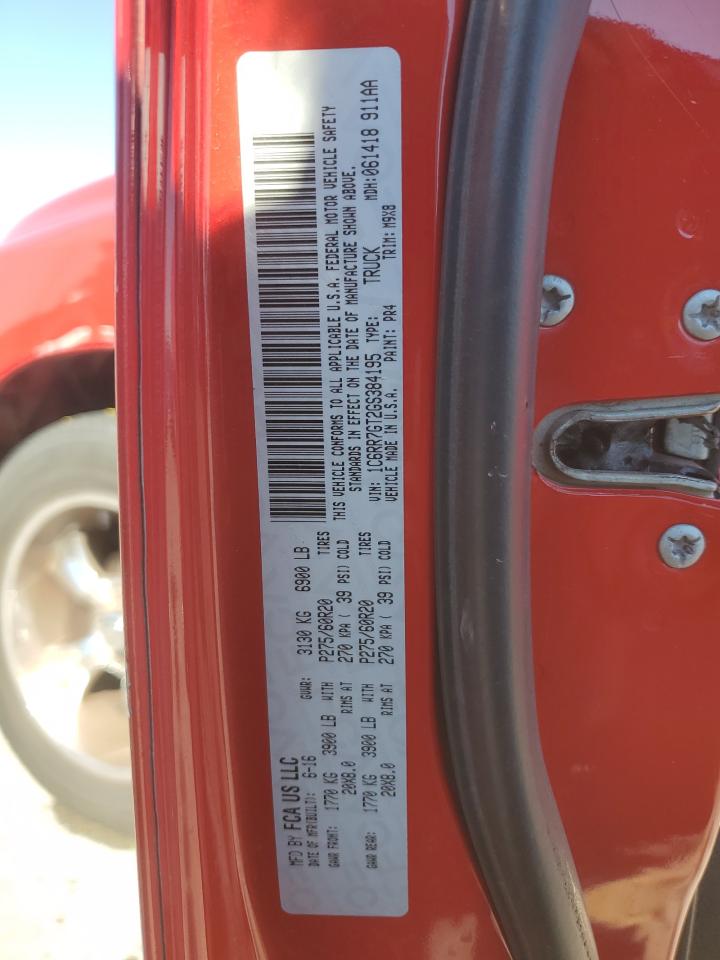 MFD BY FCA US LLC
DATE OF MFR(BUILT): 6-16 GVWR: 3130 KG 6900 LB
GAWR FRONT: 1770 KG 3900 LB WITH P275/60R20 TIRES
20X8.0 RIMS AT 270 KPA ( 39 PSI) COLD
GAWR REAR: 1770 KG 3900 LB WITH P275/60R20 TIRES
20X8.0 RIMS AT 270 KPA ( 39 PSI) COLD
THIS VEHICLE CONFORMS TO ALL APPLICABLE U.S.A. FEDERAL MOTOR VEHICLE SAFETY
STANDARDS IN EFFECT ON THE DATE OF MANUFACTURE SHOWN ABOVE.
VIN: 1C6RR7GT2GS384195 TYPE: TRUCK MDH:061418 911AA
VEHICLE MADE IN U.S.A. PAINT: PR4 TRIM: M9X8